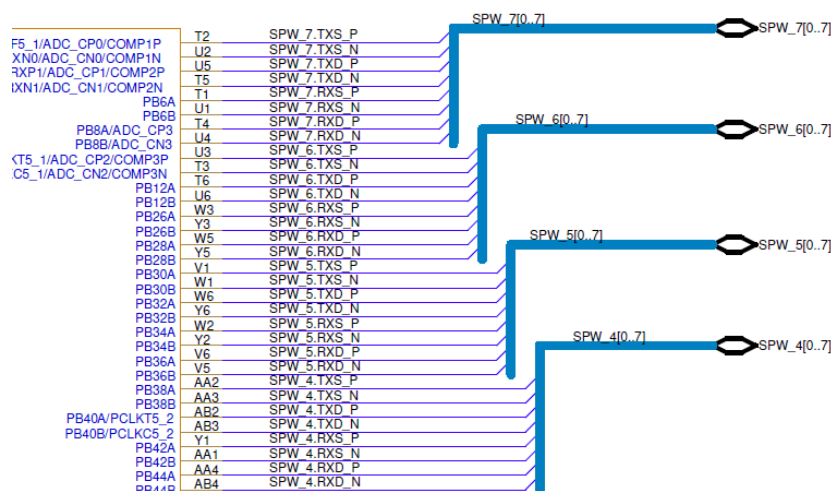 SPW_7[0..7]
SPW_7[0..7]
T2 SPW_7.TXS_P
F5_1/ADC_CP0/COMP1P
U2 SPW_7.TXS_N
XN0/ADC_CN0/COMP1N
U5 SPW_7.TXD_P
RXP1/ADC_CP1/COMP2P
T5 SPW_7.TXD_N
RXN1/ADC_CN1/COMP2N
T1 SPW_7.RXS_P
PB6A
U1 SPW_7.RXS_N
PB6B
T4 SPW_7.RXD_P
PB8A/ADC_CP3
U4 SPW_7.RXD_N
PB8B/ADC_CN3
SPW_6[0..7]
SPW_6[0..7]
U3 SPW_6.TXS_P
KT5_1/ADC_CP2/COMP3P
T3 SPW_6.TXS_N
C5_1/ADC_CN2/COMP3N
T6 SPW_6.TXD_P
PB12A
U6 SPW_6.TXD_N
PB12B
W3 SPW_6.RXS_P
PB26A
Y3 SPW_6.RXS_N
PB26B
W5 SPW_6.RXD_P
PB28A
Y5 SPW_6.RXD_N
PB28B
SPW_5[0..7]
SPW_5[0..7]
V1 SPW_5.TXS_P
PB30A
W1 SPW_5.TXS_N
PB30B
W6 SPW_5.TXD_P
PB32A
Y6 SPW_5.TXD_N
PB32B
W2 SPW_5.RXS_P
PB34A
Y2 SPW_5.RXS_N
PB34B
V6 SPW_5.RXD_P
PB36A
V5 SPW_5.RXD_N
PB36B
SPW_4[0..7]
SPW_4[0..7]
AA2 SPW_4.TXS_P
PB38A
AA3 SPW_4.TXS_N
PB38B
AB2 SPW_4.TXD_P
PB40A/PCLKT5_2
AB3 SPW_4.TXD_N
PB40B/PCLKC5_2
Y1 SPW_4.RXS_P
PB42A
AA1 SPW_4.RXS_N
PB42B
AA4 SPW_4.RXD_P
PB44A
AB4 SPW_4.RXD_N
PB44B